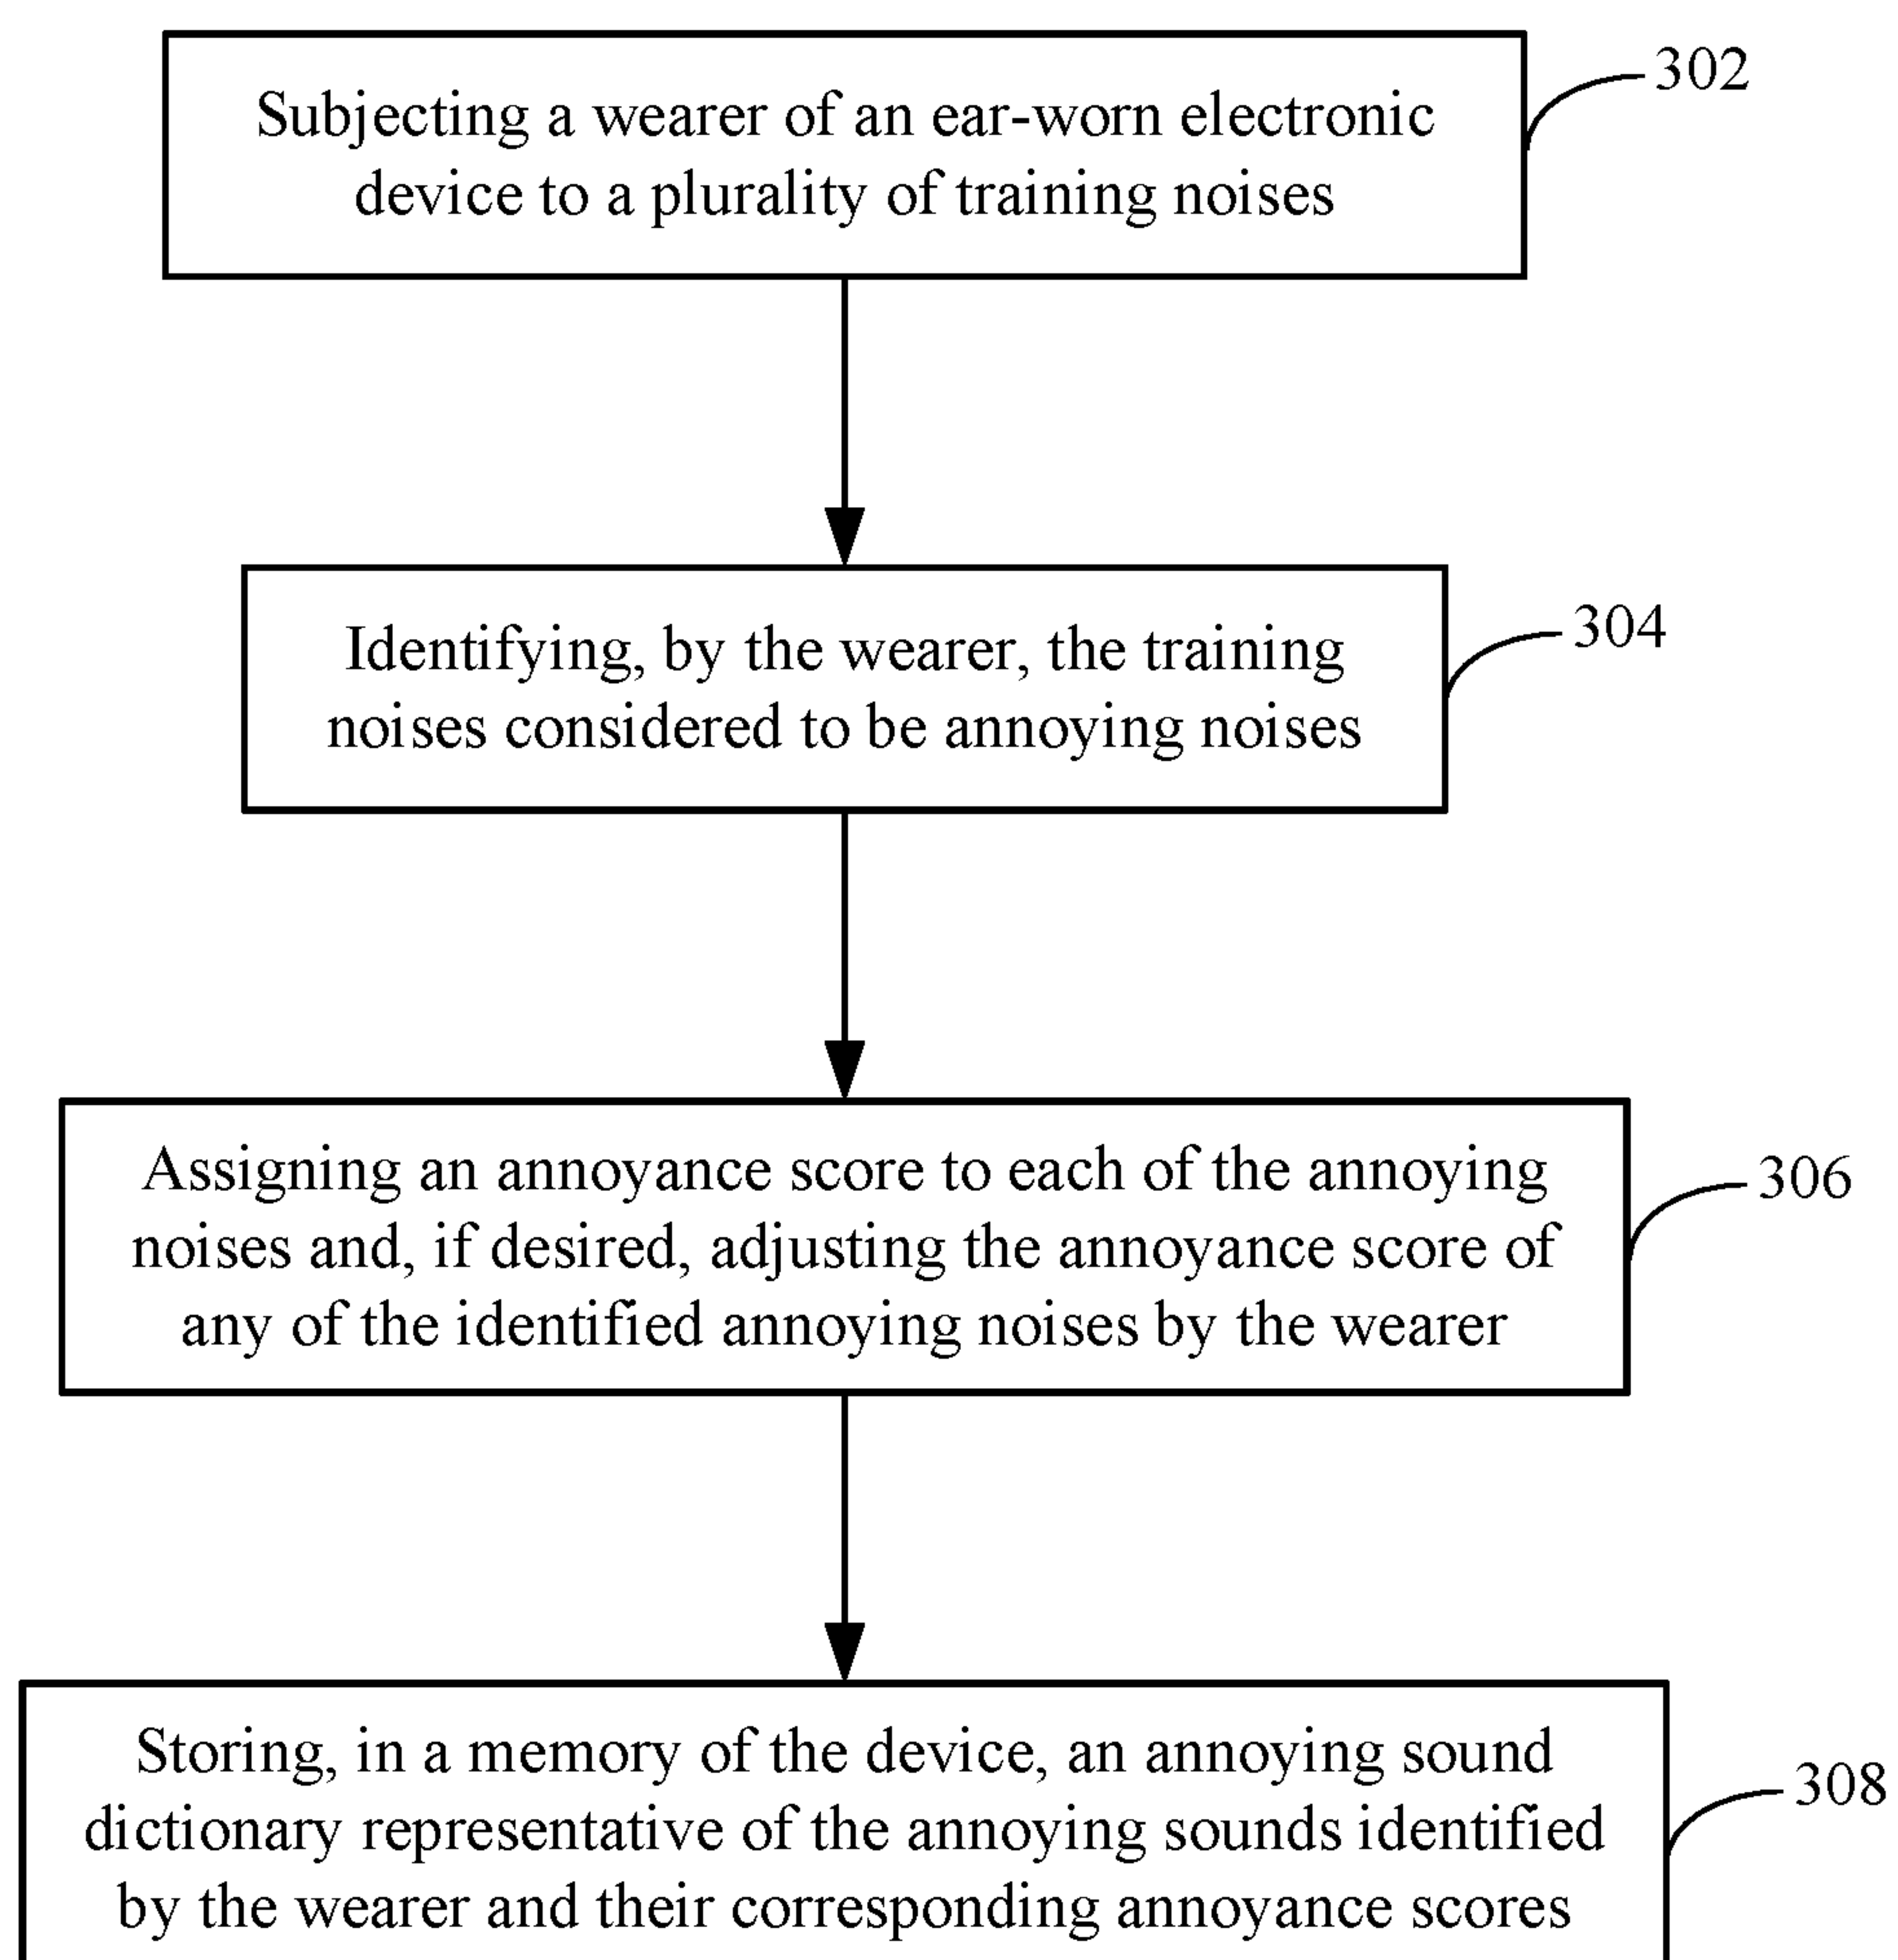 Subjecting a wearer of an ear-worn electronic
device to a plurality of training noises
302
Identifying, by the wearer, the training
noises considered to be annoying noises
304
Assigning an annoyance score to each of the annoying
noises and, if desired, adjusting the annoyance score of
any of the identified annoying noises by the wearer
306
Storing, in a memory of the device, an annoying sound
dictionary representative of the annoying sounds identified
by the wearer and their corresponding annoyance scores
308